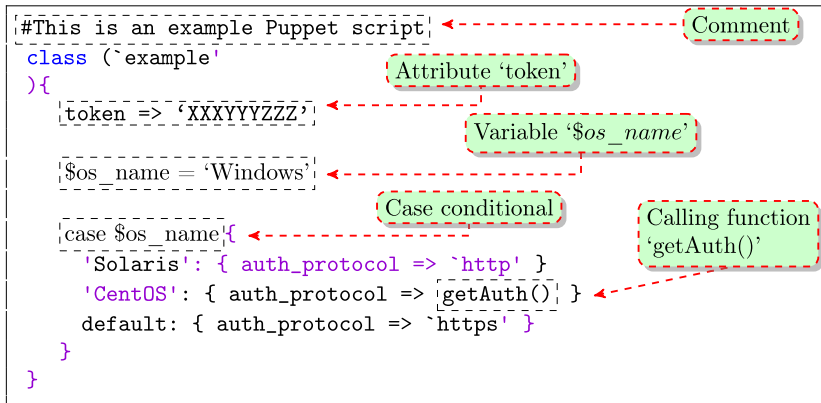 #This is an example Puppet script
Comment
class (`example'
){
Attribute ‘token’
token => ‘XXXYYYZZZ’
Variable ‘$os_name’
$os_name = ‘Windows’
Case conditional
case $os_name{
Calling function
‘getAuth()’
'Solaris': { auth_protocol => `http' }
'CentOS': { auth_protocol => getAuth() }
default: { auth_protocol => `https' }
}
}